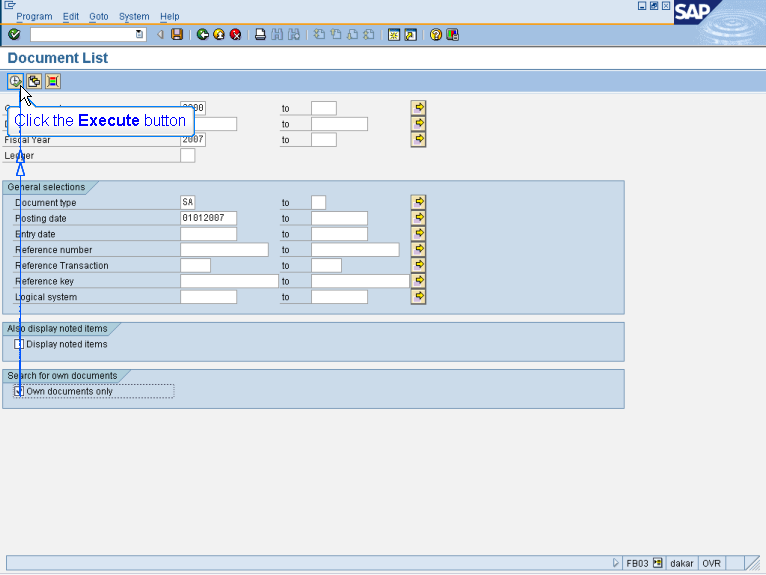 Program Edit Goto System Help
SAP
Document List
to
Click the Execute button
to
Fiscal Year 2007 to
Ledger
General selections
Document type SA to
Posting date 01012007 to
Entry date to
Reference number to
Reference Transaction to
Reference key to
Logical system to
Also display noted items
Display noted items
Search for own documents
Own documents only
FB03 dakar OVR